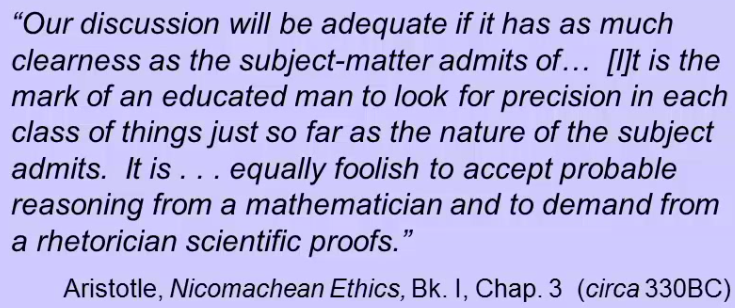 “Our discussion will be adequate if it has as much
clearness as the subject-matter admits of…  [I]t is the
mark of an educated man to look for precision in each
class of things just so far as the nature of the subject
admits.  It is . . . equally foolish to accept probable
reasoning from a mathematician and to demand from
a rhetorician scientific proofs.”
Aristotle, Nicomachean Ethics, Bk. I, Chap. 3  (circa 330BC)